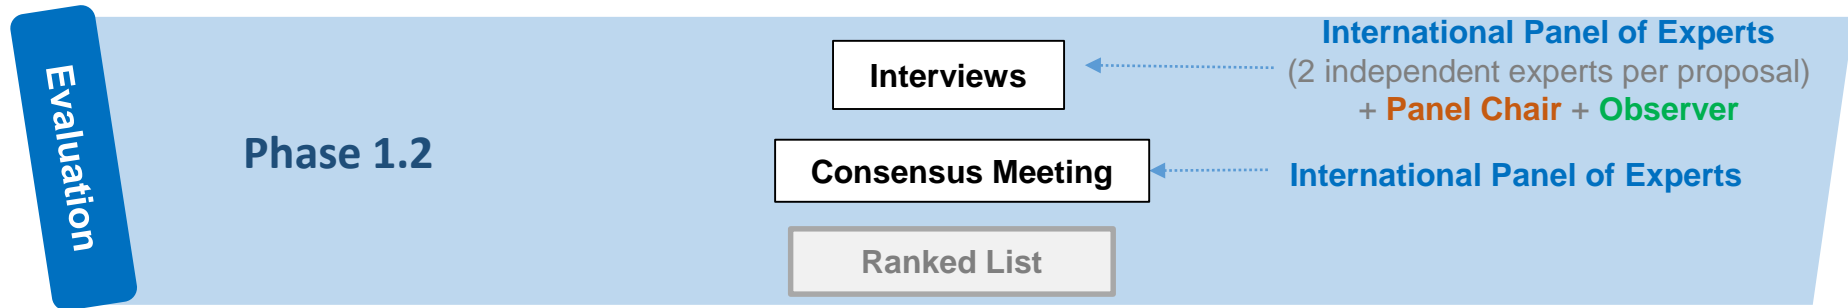 Evaluation
Phase 1.2
Interviews
International Panel of Experts
(2 independent experts per proposal)
+ Panel Chair + Observer
Consensus Meeting
International Panel of Experts
Ranked List